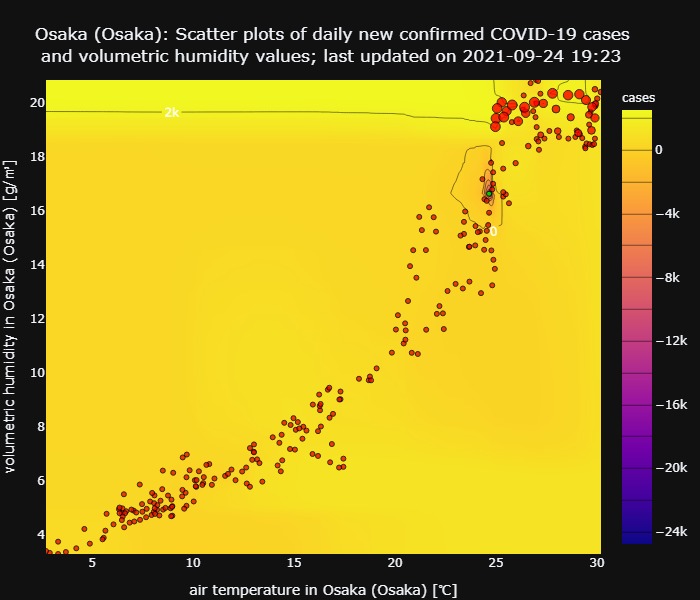 Osaka (Osaka): Scatter plots of daily new confirmed COVID-19 cases
and volumetric humidity values; last updated on 2021-09-24 19:23
cases
20
18
16
14
12
10
8
6
4
volumetric humidity in Osaka (Osaka) [g/㎥]
2k
0
0
−4k
−8k
−12k
−16k
−20k
−24k
5
10
15
20
25
30
air temperature in Osaka (Osaka) [℃]